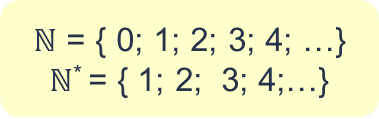 ℕ = { 0; 1; 2; 3; 4; …}
ℕ* = { 1; 2; 3; 4;…}